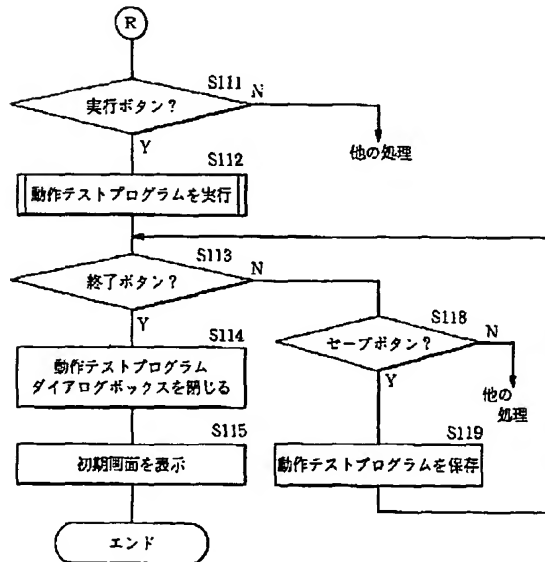 R
S111
実行ボタン?
N
Y
他の処理
S112
動作テストプログラムを実行
S113
終了ボタン?
N
Y
S114
動作テストプログラム
ダイアログボックスを閉じる
S115
初期画面を表示
エンド
S118
セーブボタン?
N
Y
他の
処理
S119
動作テストプログラムを保存